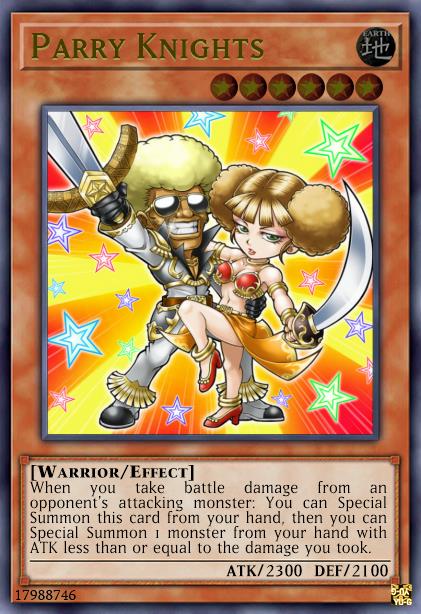 Parry Knights
EARTH
地
[Warrior/Effect]
When you take battle damage from an
opponent's attacking monster: You can Special
Summon this card from your hand, then you can
Special Summon 1 monster from your hand with
ATK less than or equal to the damage you took.
ATK/2300 DEF/2100
17988746